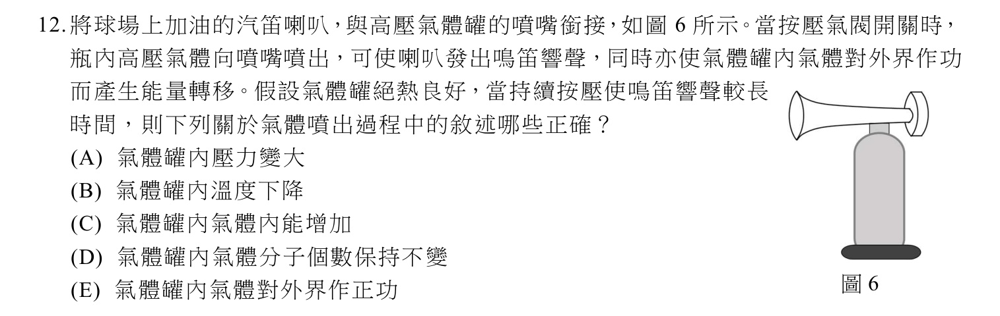 12.將球場上加油的汽笛喇叭，與高壓氣體罐的噴嘴銜接，如圖 6 所示。當按壓氣閥開關時，
瓶內高壓氣體向噴嘴噴出，可使喇叭發出鳴笛響聲，同時亦使氣體罐內氣體對外界作功
而產生能量轉移。假設氣體罐絕熱良好，當持續按壓使鳴笛響聲較長
時間，則下列關於氣體噴出過程中的敘述哪些正確？
(A) 氣體罐內壓力變大
(B) 氣體罐內溫度下降
(C) 氣體罐內氣體內能增加
(D) 氣體罐內氣體分子個數保持不變
(E) 氣體罐內氣體對外界作正功
圖 6